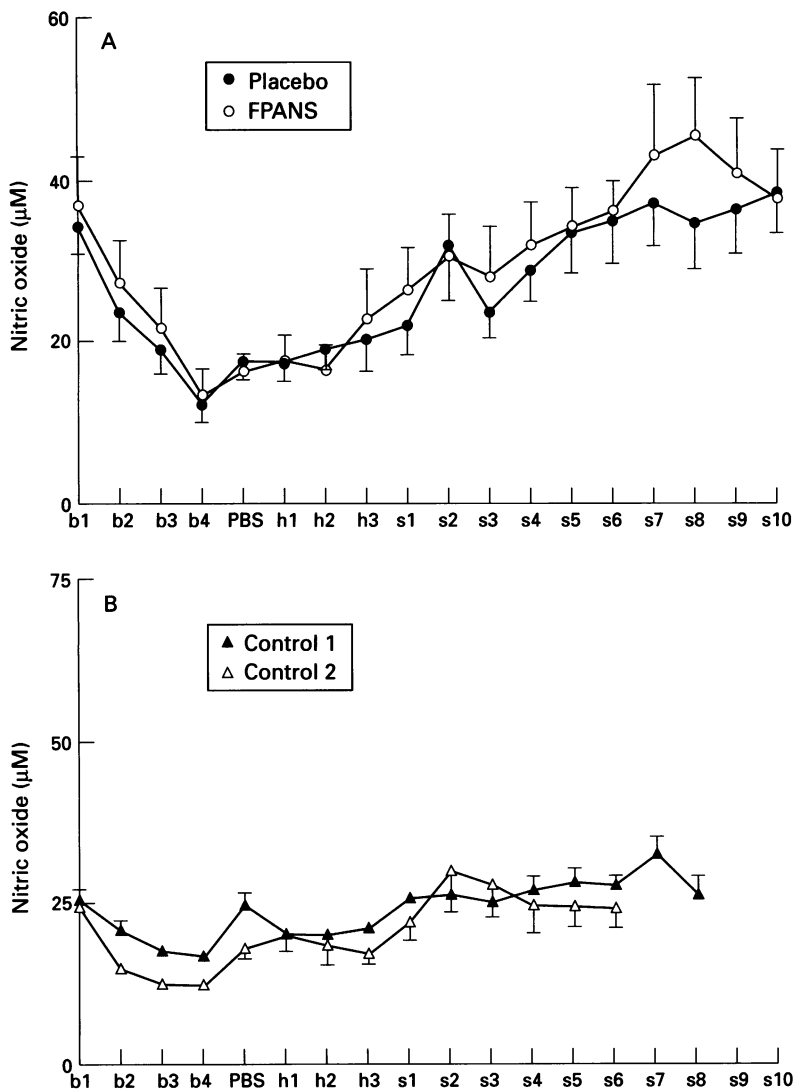 60
A
Placebo
FPANS
40
Nitric oxide (μM)
20
0
b1 b2 b3 b4 PBS h1 h2 h3 s1 s2 s3 s4 s5 s6 s7 s8 s9 s10
75
B
Control 1
Control 2
50
Nitric oxide (μM)
25
0
b1 b2 b3 b4 PBS h1 h2 h3 s1 s2 s3 s4 s5 s6 s7 s8 s9 s10